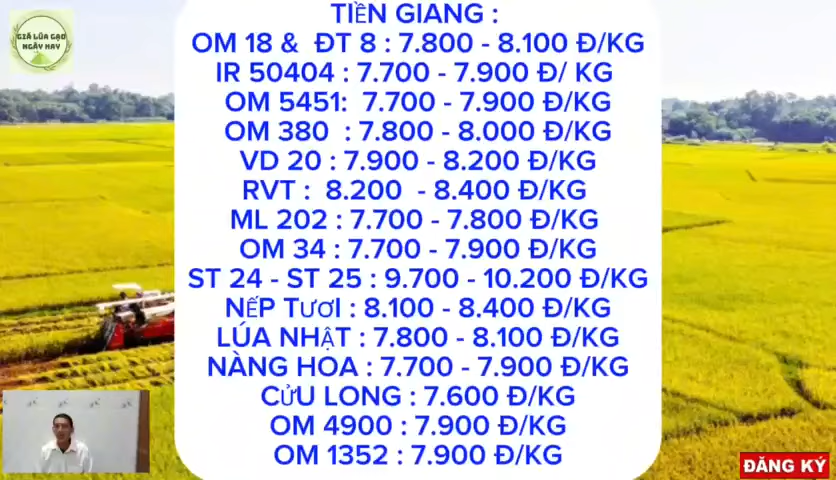 GIÁ LÚA GẠO
NGÀY NAY
TIỀN GIANG :
OM 18 & ĐT 8 : 7.800 - 8.100 Đ/KG
IR 50404 : 7.700 - 7.900 Đ/ KG
OM 5451: 7.700 - 7.900 Đ/KG
OM 380 : 7.800 - 8.000 Đ/KG
VD 20 : 7.900 - 8.200 Đ/KG
RVT : 8.200 - 8.400 Đ/KG
ML 202 : 7.700 - 7.800 Đ/KG
OM 34 : 7.700 - 7.900 Đ/KG
ST 24 - ST 25 : 9.700 - 10.200 Đ/KG
NẾP TươI : 8.100 - 8.400 Đ/KG
LÚA NHẬT : 7.800 - 8.100 Đ/KG
NÀNG HOA : 7.700 - 7.900 Đ/KG
CỬU LONG : 7.600 Đ/KG
OM 4900 : 7.900 Đ/KG
OM 1352 : 7.900 Đ/KG
ĐĂNG KÝ